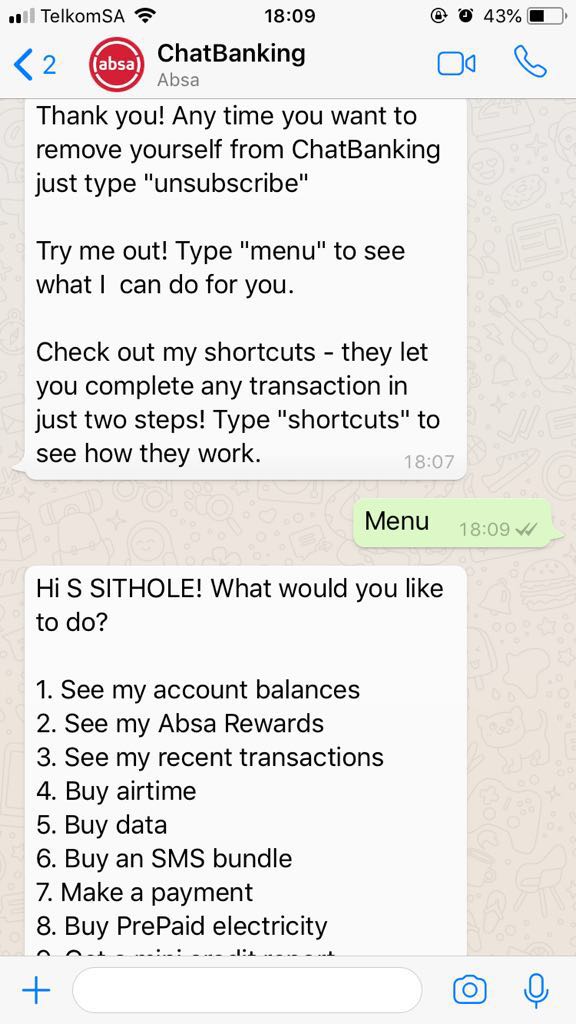 TelkomSA
18:09
43%
2
absa
ChatBanking
Absa
Thank you! Any time you want to
remove yourself from ChatBanking
just type "unsubscribe"
Try me out! Type "menu" to see
what I  can do for you.
Check out my shortcuts - they let
you complete any transaction in
just two steps! Type "shortcuts" to
see how they work.
18:07
Menu
18:09
Hi S SITHOLE! What would you like
to do?
1. See my account balances
2. See my Absa Rewards
3. See my recent transactions
4. Buy airtime
5. Buy data
6. Buy an SMS bundle
7. Make a payment
8. Buy PrePaid electricity
9. Get a mini credit report